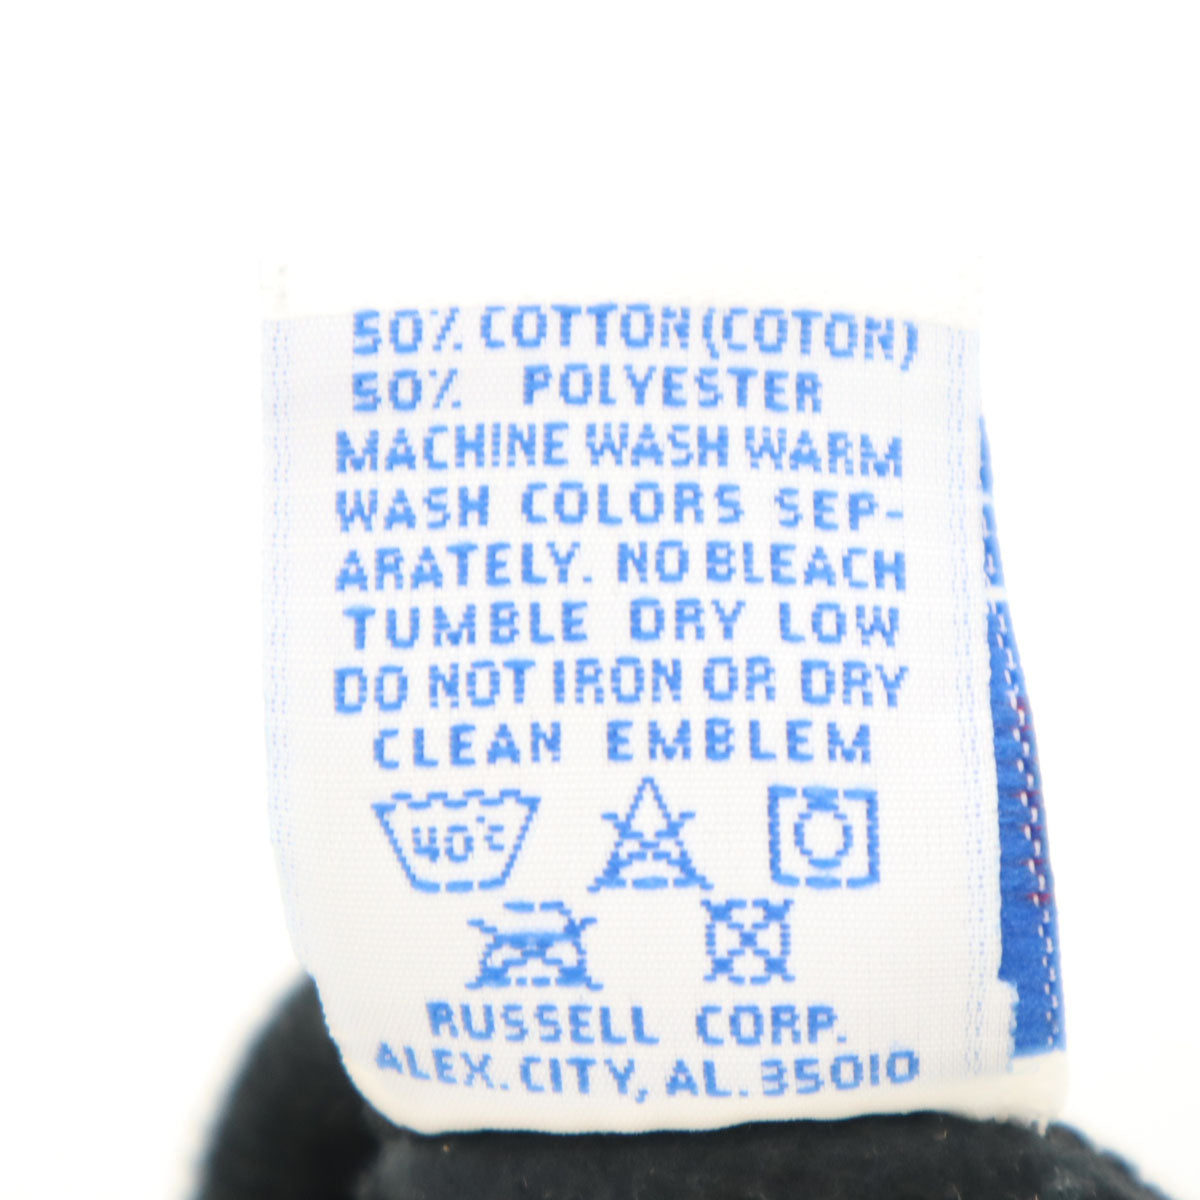 50% COTTON (COTON)
50% POLYESTER
MACHINE WASH WARM
WASH COLORS SEP-
ARATELY. NO BLEACH
TUMBLE DRY LOW
DO NOT IRON OR DRY
CLEAN EMBLEM
40°C
RUSSELL CORP.
ALEX. CITY, AL. 35010